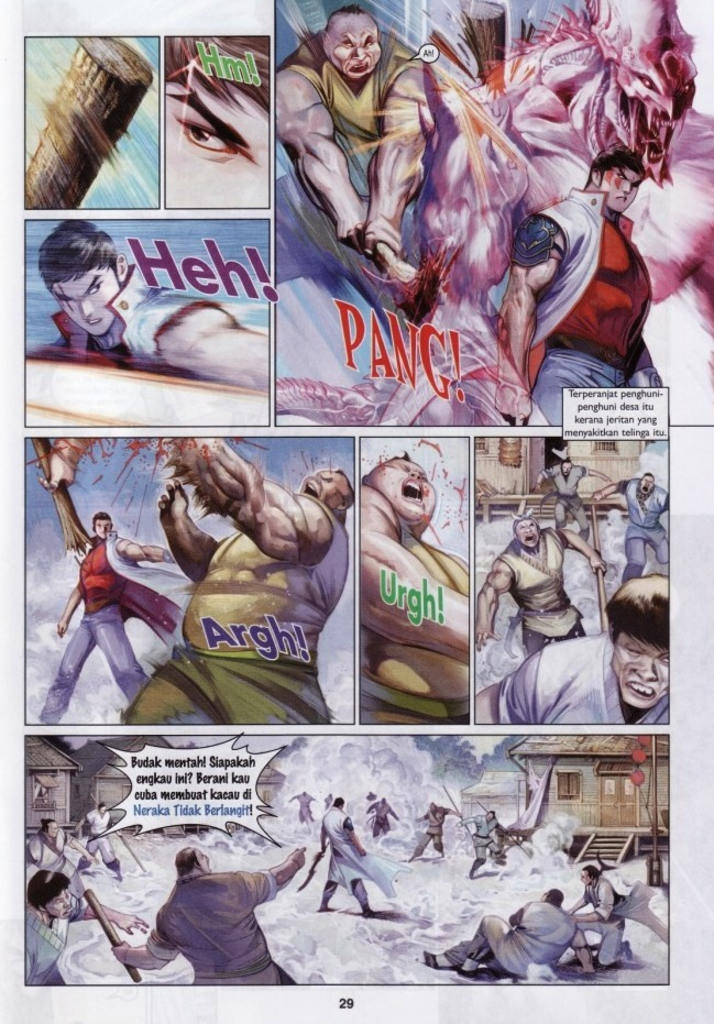 Hm!
Heh!
Ah!
PANG!
Terperanjat penghuni-
penghuni desa itu
kerana jeritan yang
menyakitkan telinga itu.
Argh!
Urgh!
Budak mentah! Siapakah
engkau ini? Berani kau
cuba membuat kacau di
Neraka Tidak Berlangit!
29